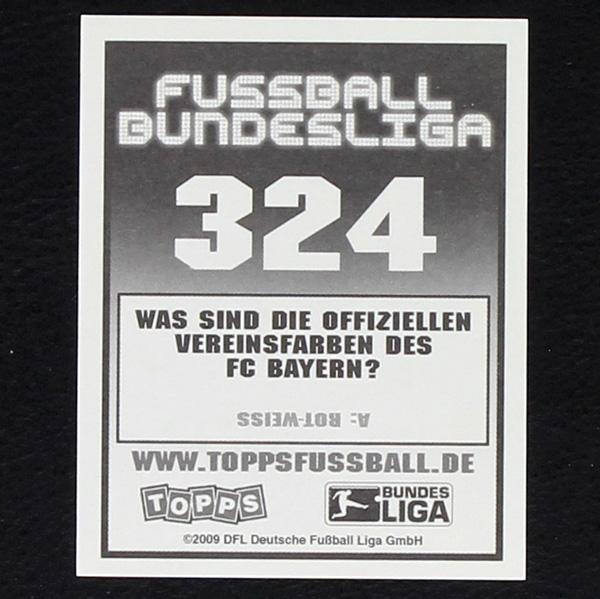 FUSSBALL
BUNDESLIGA
324
WAS SIND DIE OFFIZIELLEN
VEREINSFARBEN DES
FC BAYERN?
A: ROT-WEISS
WWW.TOPPSFUSSBALL.DE
TOPPS
BUNDES
LIGA
©2009 DFL Deutsche Fußball Liga GmbH